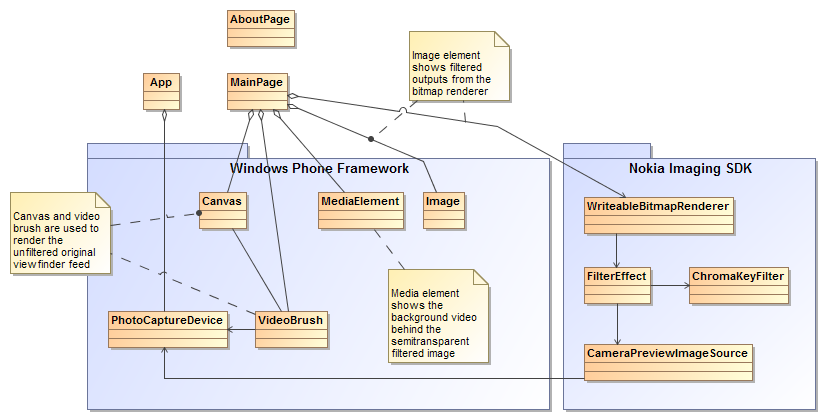 AboutPage
Image element
shows filtered
outputs from the
bitmap renderer
App
MainPage
Windows Phone Framework
Nokia Imaging SDK
Canvas
MediaElement
Image
WriteableBitmapRenderer
Canvas and video
brush are used to
render the
unfiltered original
viewfinder feed
FilterEffect
ChromaKeyFilter
Media element
shows the
background video
behind the
semitransparent
filtered image
PhotoCaptureDevice
VideoBrush
CameraPreviewImageSource